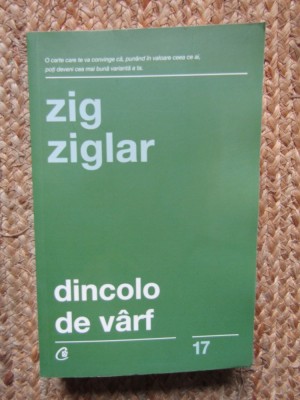 O carte care te va convinge că, punând în valoare ceea ce ai,
poți deveni cea mai bună variantă a ta.
zig
ziglar
dincolo
de vârf
17